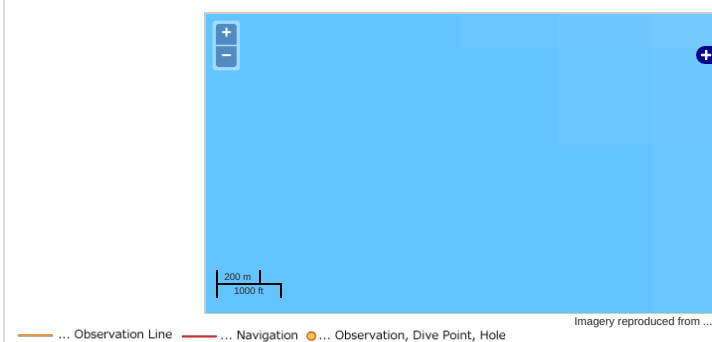 +
−
+
200 m
1000 ft
Imagery reproduced from ...
... Observation Line ... Navigation ... Observation, Dive Point, Hole